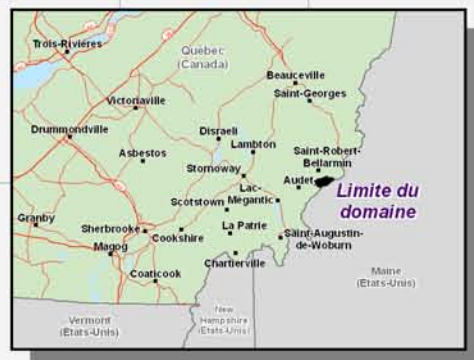 Trois-Rivières
Québec
(Canada)
Beauceville
Saint-Georges
Victoriaville
Drummondville
Disraeli
Lambton
Asbestos
Saint-Robert-
Bellarmin
Stornoway
Audet
Limite du
domaine
Lac-
Mégantic
Scotstown
Granby
Sherbrooke
La Patrie
Saint-Augustin-
de-Woburn
Cookshire
Magog
Chartierville
Coaticook
Maine
(États-Unis)
Vermont
(États-Unis)
New
Hampshire
(États-Unis)